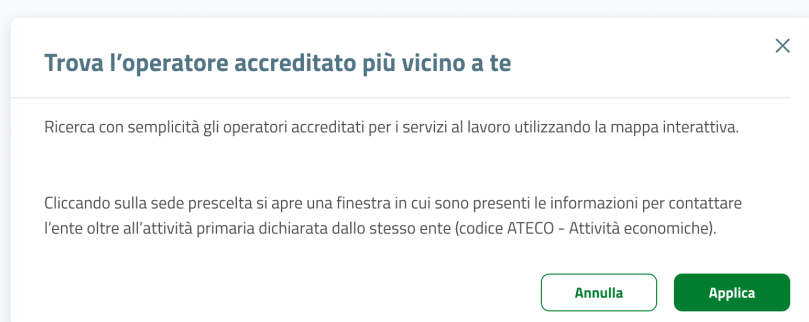 Trova l’operatore accreditato più vicino a te
Ricerca con semplicità gli operatori accreditati per i servizi al lavoro utilizzando la mappa interattiva.
Cliccando sulla sede prescelta si apre una finestra in cui sono presenti le informazioni per contattare
l’ente oltre all’attività primaria dichiarata dallo stesso ente (codice ATECO - Attività economiche).
Annulla
Applica